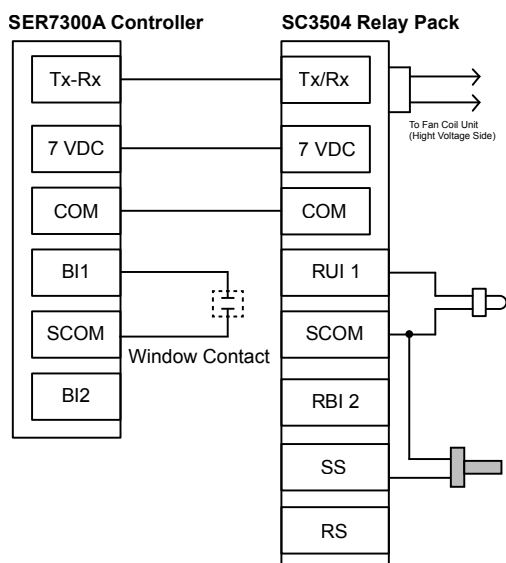 SER7300A Controller
SC3504 Relay Pack
Tx-Rx
Tx/Rx
To Fan Coil Unit
(Hight Voltage Side)
7 VDC
7 VDC
COM
COM
BI1
RUI 1
SCOM
SCOM
Window Contact
BI2
RBI 2
SS
RS